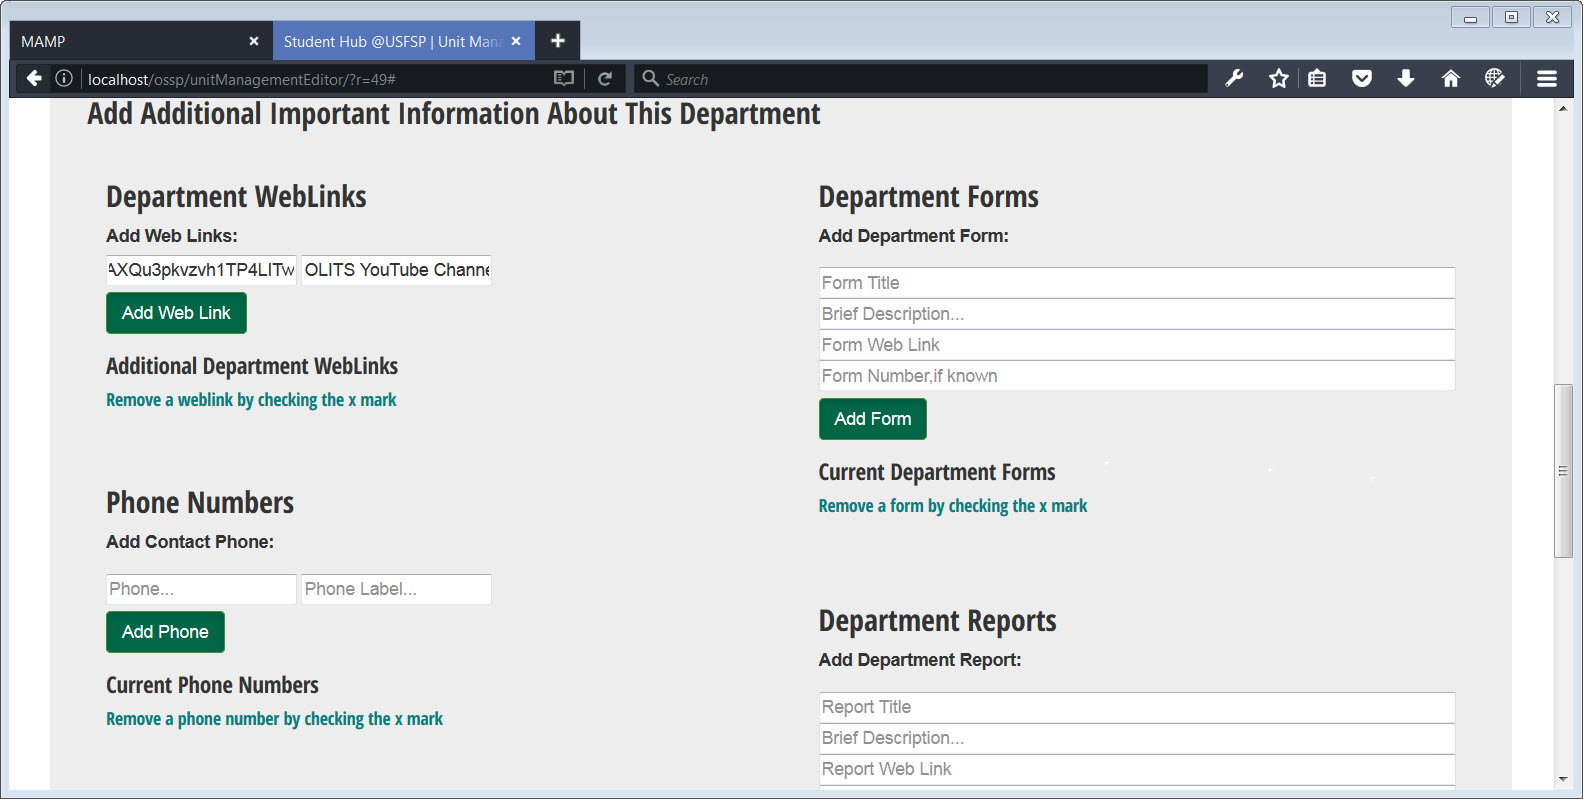 MAMP
Student Hub @USFSP | Unit Mana
localhost/ossp/unitManagementEditor/?r=49#
Search
Add Additional Important Information About This Department
Department WebLinks
Add Web Links:
AXQu3pkvzvh1TP4LITw
OLITS YouTube Channe
Add Web Link
Additional Department WebLinks
Remove a weblink by checking the x mark
Phone Numbers
Add Contact Phone:
Phone...
Phone Label...
Add Phone
Current Phone Numbers
Remove a phone number by checking the x mark
Department Forms
Add Department Form:
Form Title
Brief Description...
Form Web Link
Form Number,if known
Add Form
Current Department Forms
Remove a form by checking the x mark
Department Reports
Add Department Report:
Report Title
Brief Description...
Report Web Link